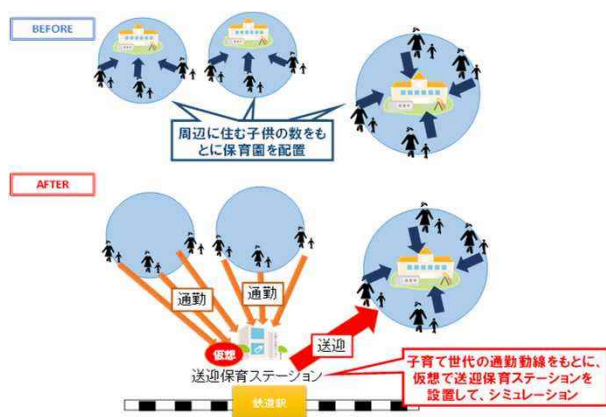 BEFORE
周辺に住む子供の数をも
とに保育園を配置
AFTER
通勤
通勤
送迎
仮想
送迎保育ステーション
子育て世代の通勤動線をもとに、
仮想で送迎保育ステーションを
設置して、シミュレーション
鉄道駅